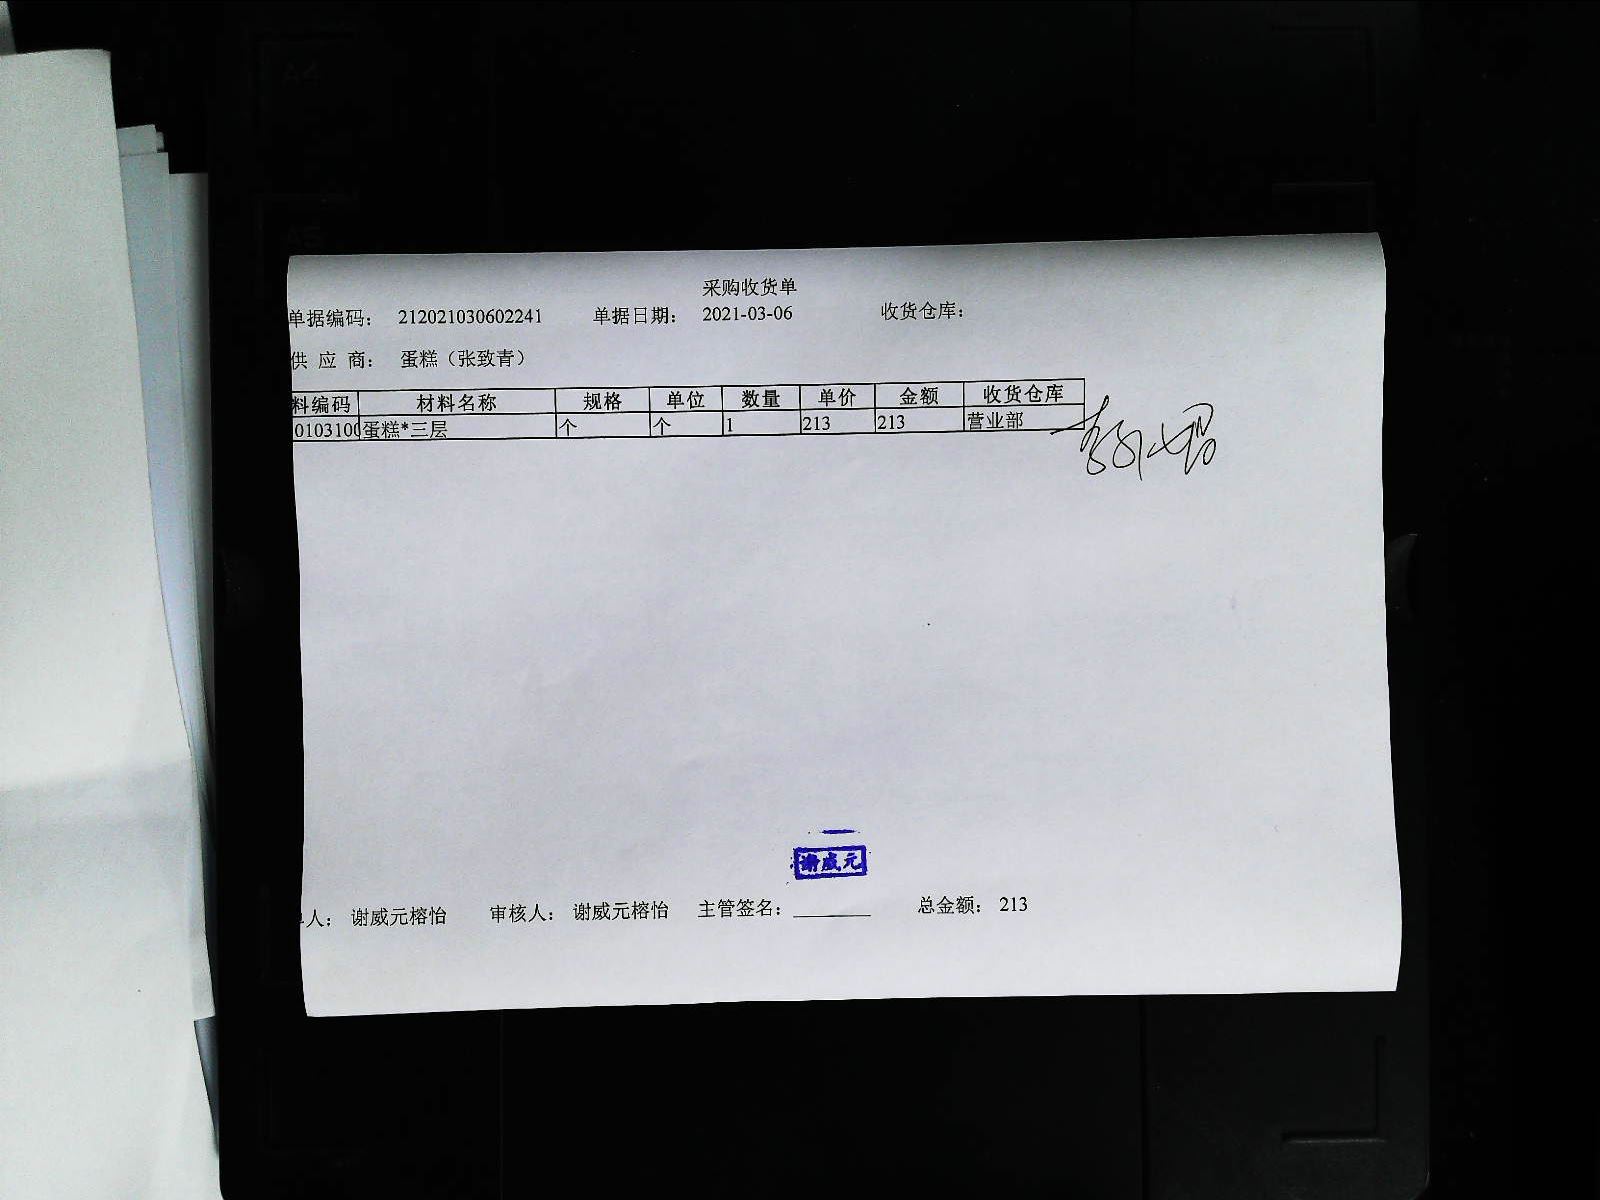 采购收货单
单据编码： 212021030602241 单据日期： 2021-03-06 收货仓库：
供 应 商： 蛋糕（张致青）
料编码 材料名称 规格 单位 数量 单价 金额 收货仓库
0103100 蛋糕*三层 个 个 1 213 213 营业部
谢威元
人： 谢威元榕怡 审核人： 谢威元榕怡 主管签名： 总金额： 213